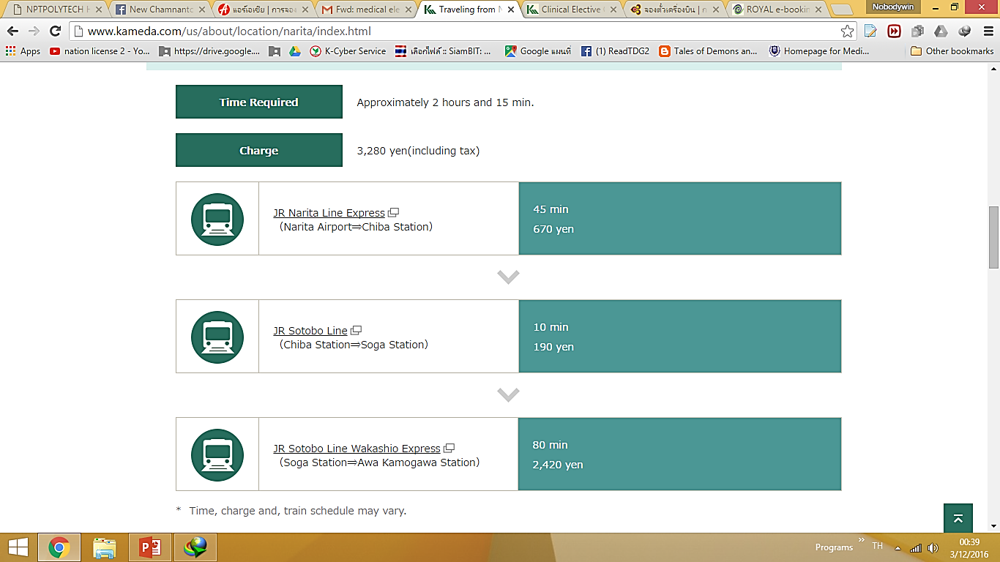 NPTPOLYTECH H
New Chamnanto
แอร์เอเชีย | การจอง
Fwd: medical ele
Traveling from N
Clinical Elective
จองตั๋วเครื่องบิน | ก
ROYAL e-bookin
Nobodywin
www.kameda.com/us/about/location/narita/index.html
Apps
nation license 2 - Yo...
https://drive.google....
K-Cyber Service
เลือกไฟล์ :: SiamBIT: ...
Google แผนที่
(1) ReadTDG2
Tales of Demons an...
Homepage for Medi...
Other bookmarks
Time Required
Approximately 2 hours and 15 min.
Charge
3,280 yen(including tax)
JR Narita Line Express
（Narita Airport⇒Chiba Station）
45 min
670 yen
JR Sotobo Line
（Chiba Station⇒Soga Station）
10 min
190 yen
JR Sotobo Line Wakashio Express
（Soga Station⇒Awa Kamogawa Station）
80 min
2,420 yen
* Time, charge and, train schedule may vary.
Programs
TH
00:39
3/12/2016